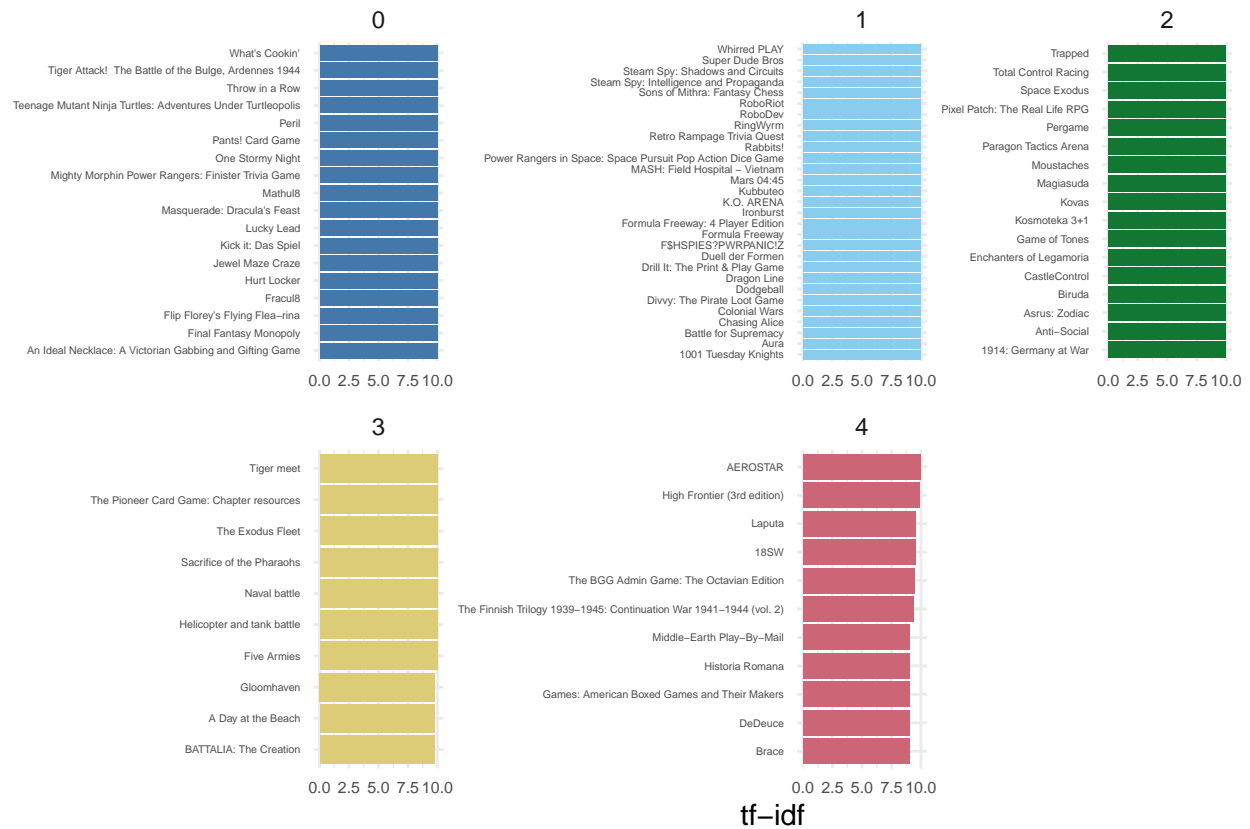 0
What's Cookin'
Tiger Attack!  The Battle of the Bulge, Ardennes 1944
Throw in a Row
Teenage Mutant Ninja Turtles: Adventures Under Turtleopolis
Peril
Pants! Card Game
One Stormy Night
Mighty Morphin Power Rangers: Finister Trivia Game
Mathul8
Masquerade: Dracula's Feast
Lucky Lead
Kick it: Das Spiel
Jewel Maze Craze
Hurt Locker
Fracul8
Flip Florey's Flying Flea−rina
Final Fantasy Monopoly
An Ideal Necklace: A Victorian Gabbing and Gifting Game
0.0 2.5 5.0 7.5 10.0
1
Whirred PLAY
Super Dude Bros
Steam Spy: Shadows and Circuits
Steam Spy: Intelligence and Propaganda
Sons of Mithra: Fantasy Chess
RoboRiot
RoboDev
RingWyrm
Retro Rampage Trivia Quest
Rabbits!
Power Rangers in Space: Space Pursuit Pop Action Dice Game
MASH: Field Hospital − Vietnam
Mars 04:45
Kubbuteo
K.O. ARENA
Ironburst
Formula Freeway: 4 Player Edition
Formula Freeway
F$HSPIES?PWRPANIC!Z
Duell der Formen
Drill It: The Print & Play Game
Dragon Line
Dodgeball
Divvy: The Pirate Loot Game
Colonial Wars
Chasing Alice
Battle for Supremacy
Aura
1001 Tuesday Knights
0.0 2.5 5.0 7.5 10.0
2
Trapped
Total Control Racing
Space Exodus
Pixel Patch: The Real Life RPG
Pergame
Paragon Tactics Arena
Moustaches
Magiasuda
Kovas
Kosmoteka 3+1
Game of Tones
Enchanters of Legamoria
CastleControl
Biruda
Asrus: Zodiac
Anti−Social
1914: Germany at War
0.0 2.5 5.0 7.5 10.0
3
Tiger meet
The Pioneer Card Game: Chapter resources
The Exodus Fleet
Sacrifice of the Pharaohs
Naval battle
Helicopter and tank battle
Five Armies
Gloomhaven
A Day at the Beach
BATTALIA: The Creation
0.0 2.5 5.0 7.5 10.0
4
AEROSTAR
High Frontier (3rd edition)
Laputa
18SW
The BGG Admin Game: The Octavian Edition
The Finnish Trilogy 1939−1945: Continuation War 1941−1944 (vol. 2)
Middle−Earth Play−By−Mail
Historia Romana
Games: American Boxed Games and Their Makers
DeDeuce
Brace
0.0 2.5 5.0 7.5 10.0
tf−idf